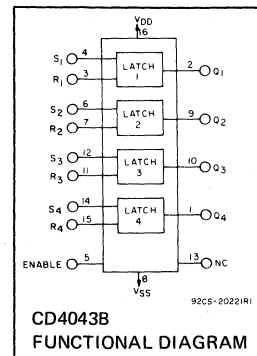 VDD
16
S1 4 LATCH 1 2 Q1
R1 3
S2 6 LATCH 2 9 Q2
R2 7
S3 12 LATCH 3 10 Q3
R3 11
S4 14 LATCH 4 1 Q4
R4 15
ENABLE 5 13 NC
8
VSS
92CS-20221R1
CD4043B
FUNCTIONAL DIAGRAM